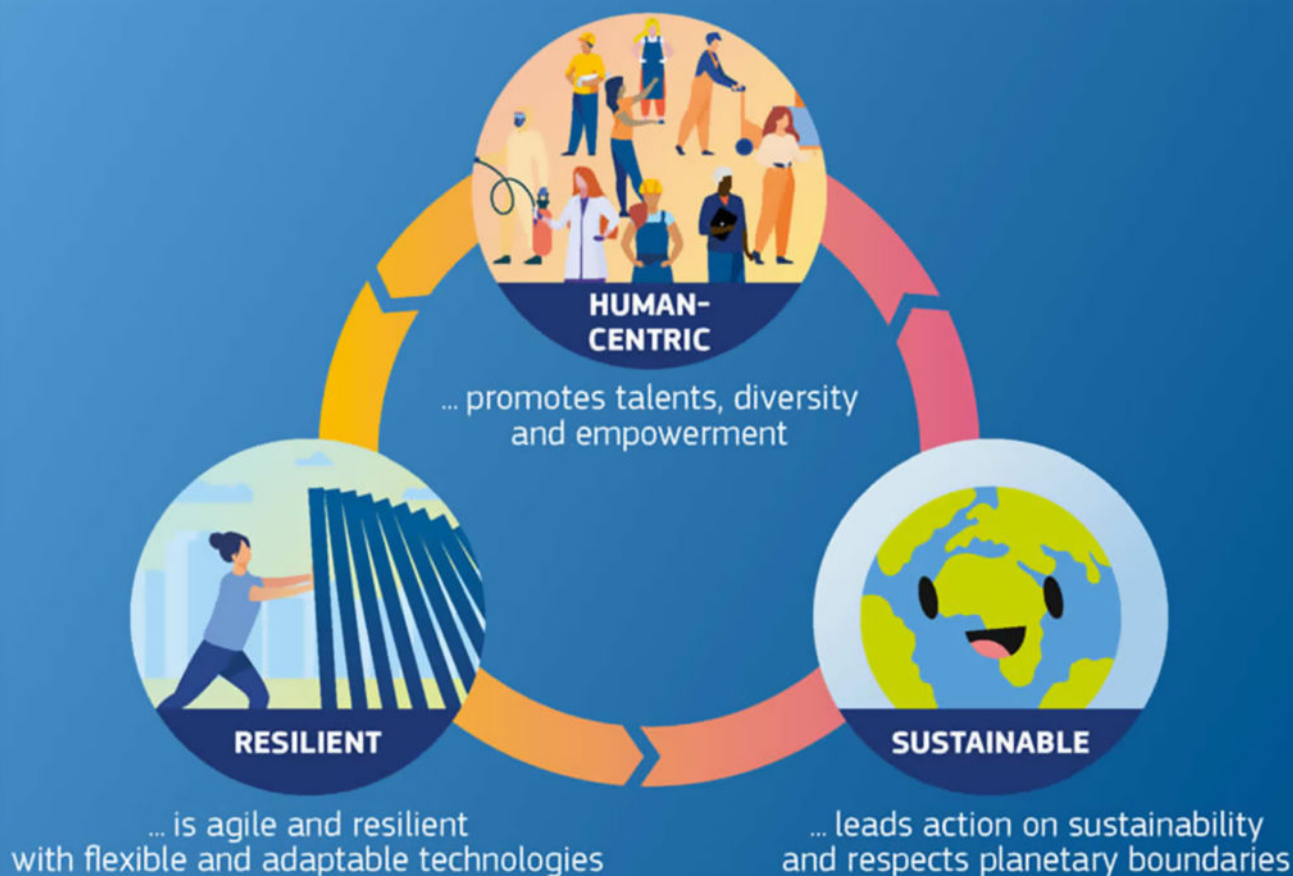 HUMAN-
CENTRIC
... promotes talents, diversity
and empowerment
RESILIENT
... is agile and resilient
with flexible and adaptable technologies
SUSTAINABLE
... leads action on sustainability
and respects planetary boundaries